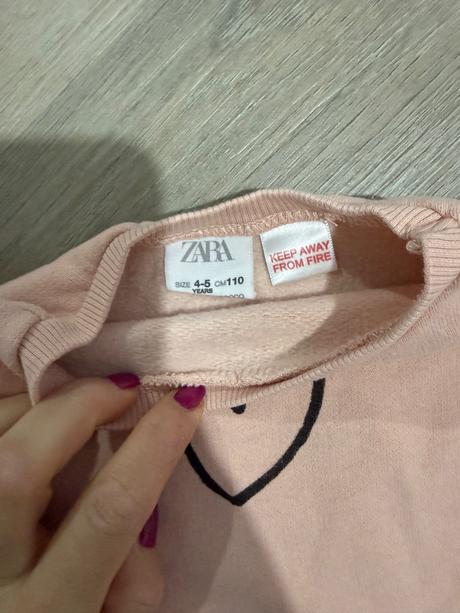 ZARA
SIZE 4-5 CM 110
YEARS
KEEP AWAY
FROM FIRE